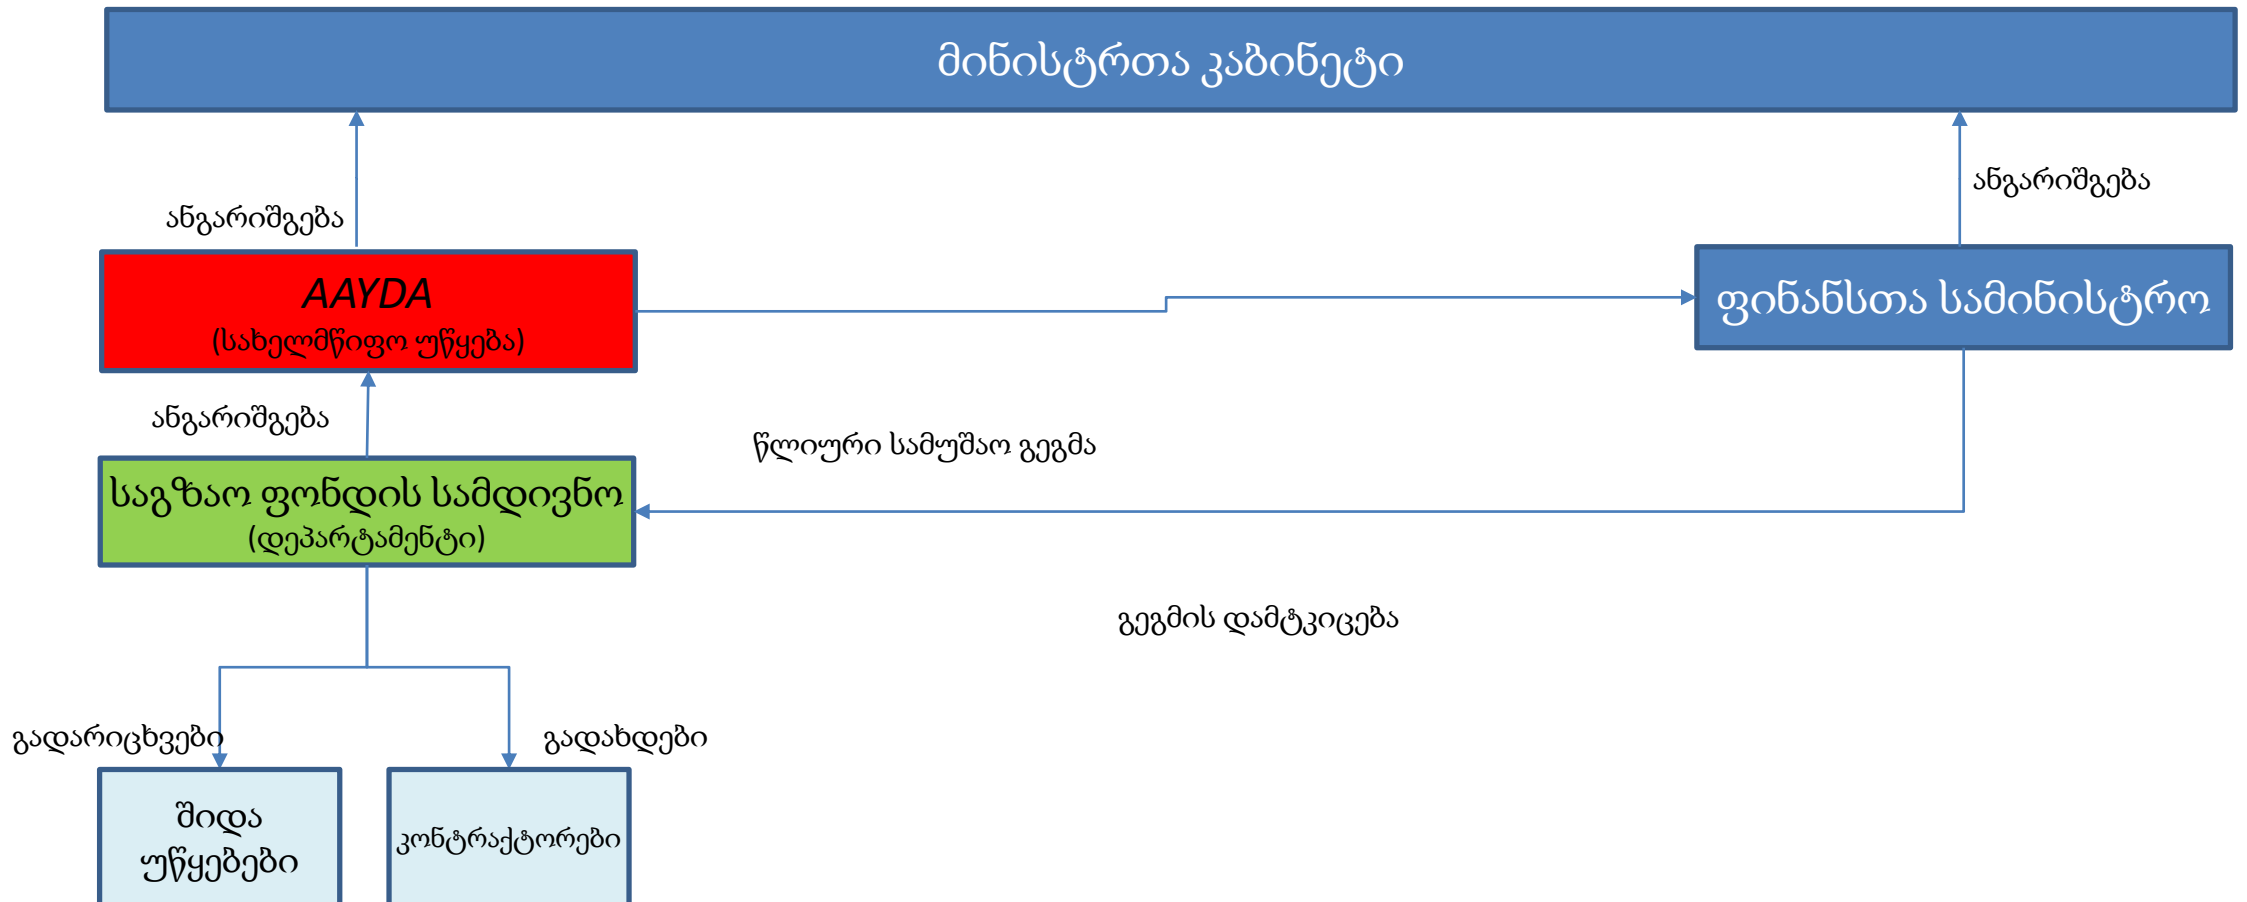 მინისტრთა კაბინეტი
ანგარიშგება
ანგარიშგება
AAYDA
(სახელმწიფო უწყება)
ფინანსთა სამინისტრო
ანგარიშგება
წლიური სამუშაო გეგმა
საგზაო ფონდის სამდივნო
(დეპარტამენტი)
გეგმის დამტკიცება
გადარიცხვები
გადახდები
შიდა
უწყებები
კონტრაქტორები